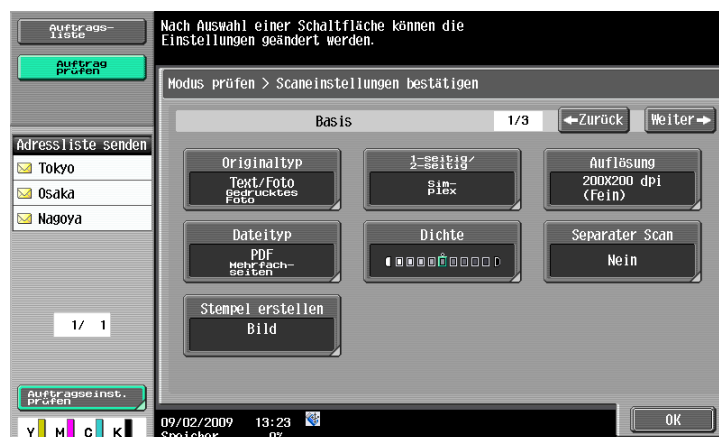 Auftrags-
liste
Auftrag
prüfen
Nach Auswahl einer Schaltfläche können die
Einstellungen geändert werden.
Modus prüfen > Scaneinstellungen bestätigen
Basis 1/3 Zurück Weiter
Adressliste senden
Tokyo
Osaka
Nagoya
Originaltyp
Text/Foto
Gedrucktes
Foto
1-seitig/
2-seitig
Sim-
plex
Auflösung
200X200 dpi
(Fein)
Dateityp
PDF
Mehrfach-
seiten
Dichte
Separater Scan
Nein
Stempel erstellen
Bild
1/ 1
Auftragseinst.
prüfen
Y M C K
09/02/2009 13:23
Speicher 0%
OK